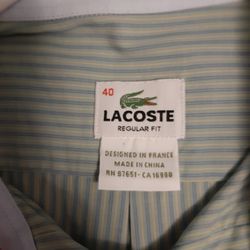 40
LACOSTE
REGULAR FIT
DESIGNED IN FRANCE
MADE IN CHINA
RN 87651 - CA 16998